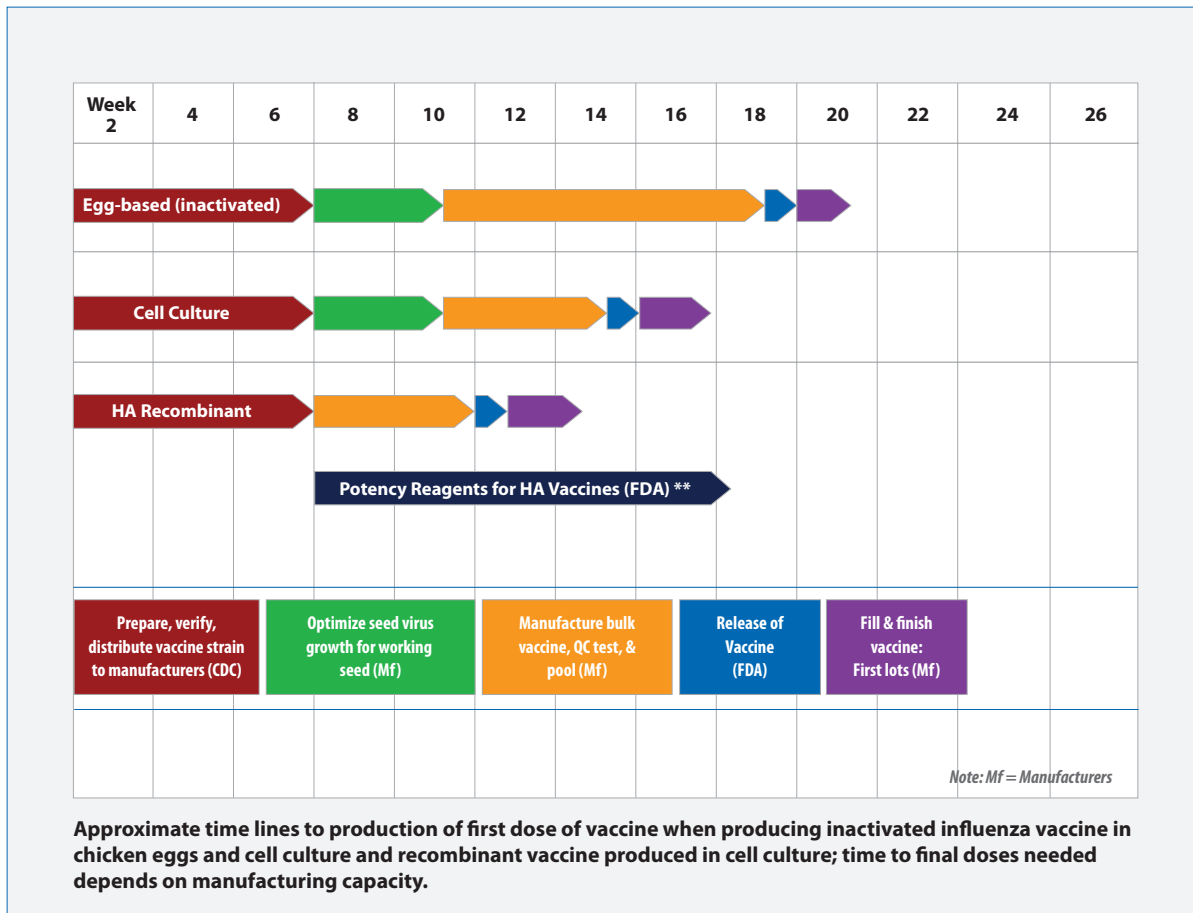 Week
2 4 6 8 10 12 14 16 18 20 22 24 26
Egg-based (inactivated)
Cell Culture
HA Recombinant
Potency Reagents for HA Vaccines (FDA) **
Prepare, verify,
distribute vaccine strain
to manufacturers (CDC)
Optimize seed virus
growth for working
seed (Mf)
Manufacture bulk
vaccine, QC test, &
pool (Mf)
Release of
Vaccine
(FDA)
Fill & finish
vaccine:
First lots (Mf)
Note: Mf = Manufacturers
Approximate time lines to production of first dose of vaccine when producing inactivated influenza vaccine in
chicken eggs and cell culture and recombinant vaccine produced in cell culture; time to final doses needed
depends on manufacturing capacity.